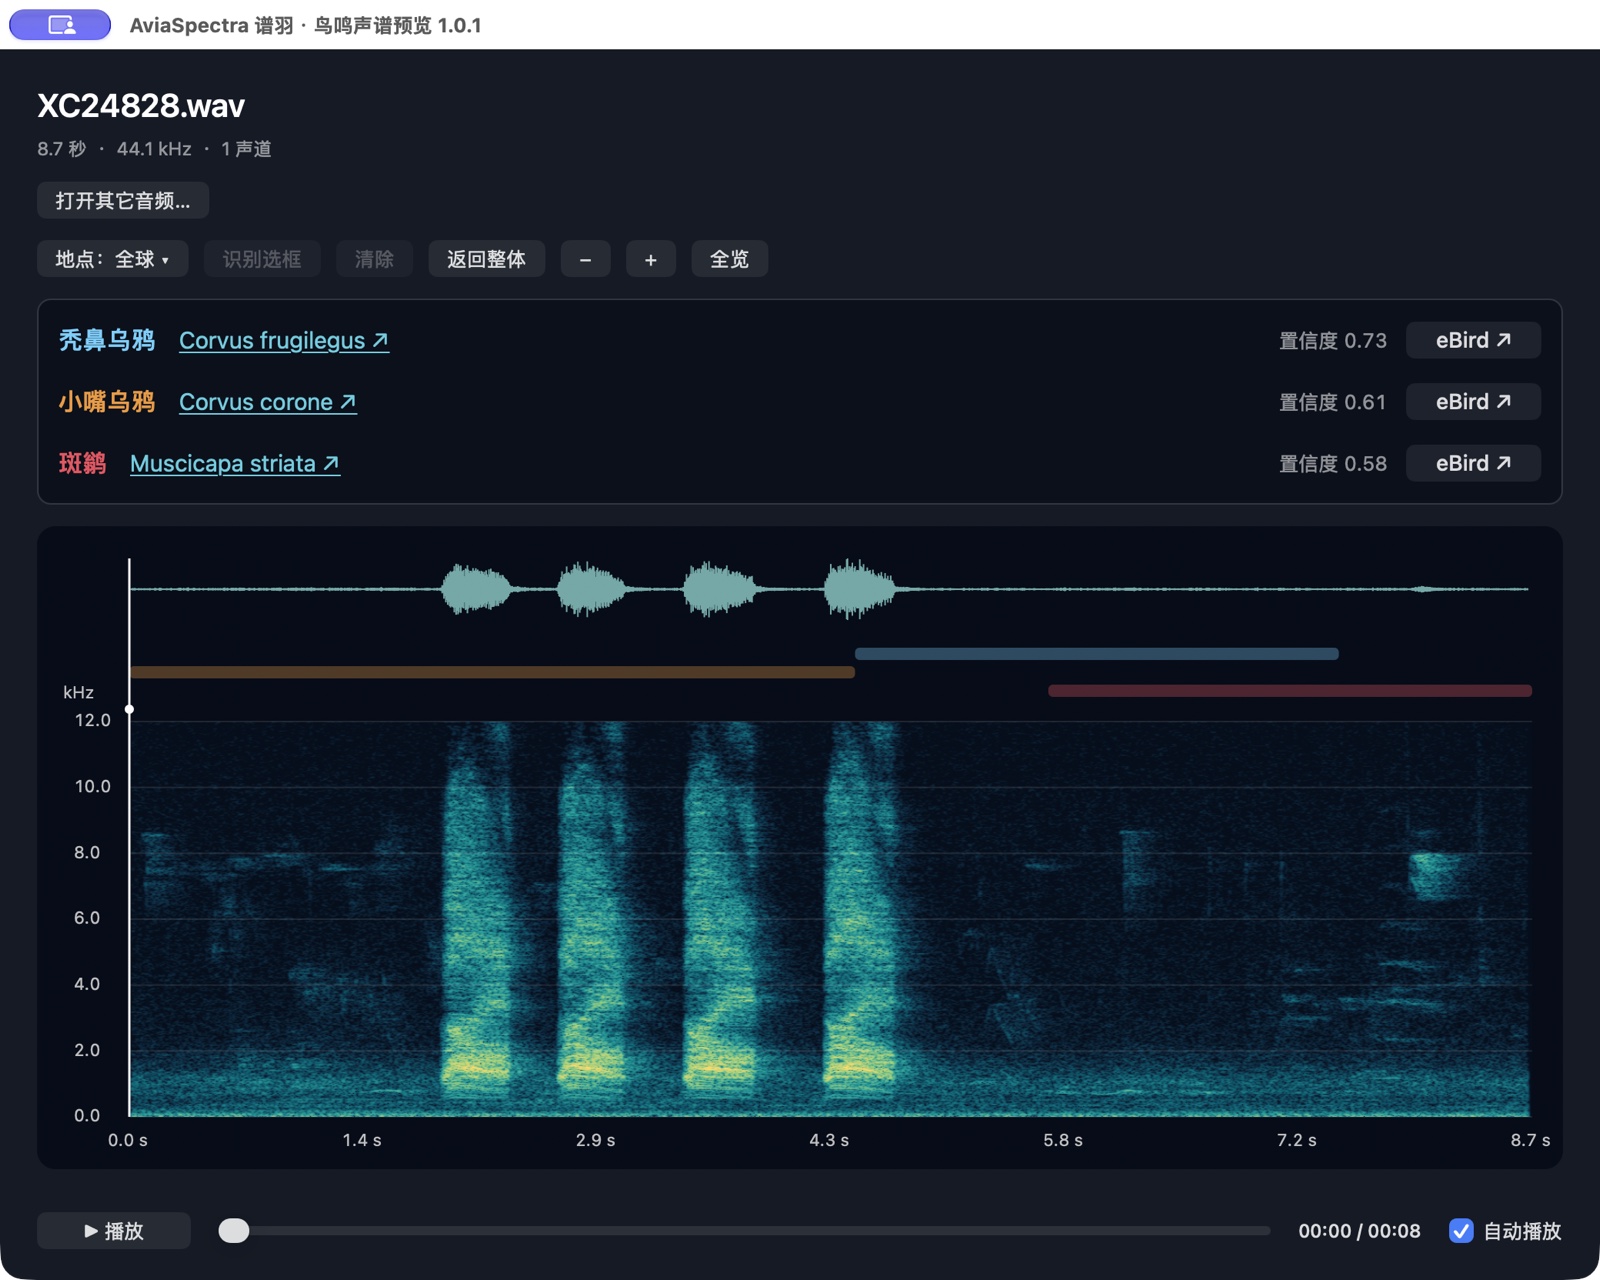 AviaSpectra 谱羽 · 鸟鸣声谱预览 1.0.1
XC24828.wav
8.7 秒 · 44.1 kHz · 1 声道
打开其它音频...
地点：全球 ▾ 识别选框 清除 返回整体 − + 全览
秃鼻乌鸦 Corvus frugilegus ↗ 置信度 0.73 eBird ↗
小嘴乌鸦 Corvus corone ↗ 置信度 0.61 eBird ↗
斑鹟 Muscicapa striata ↗ 置信度 0.58 eBird ↗
kHz
12.0
10.0
8.0
6.0
4.0
2.0
0.0
0.0 s 1.4 s 2.9 s 4.3 s 5.8 s 7.2 s 8.7 s
▶ 播放 00:00 / 00:08 自动播放